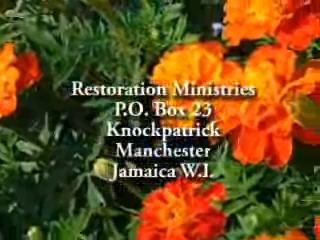 Restoration Ministries
P.O. Box 23
Knockpatrick
Manchester
Jamaica W.I.